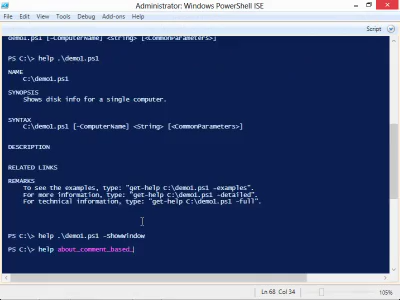 Administrator: Windows PowerShell ISE
File Edit View Tools Debug Add-ons Help
Script
demo1.ps1 [-ComputerName] <String> [<CommonParameters>]
PS C:\> help .\demo1.ps1
NAME
C:\demo1.ps1
SYNOPSIS
Shows disk info for a single computer.
SYNTAX
C:\demo1.ps1 [-ComputerName] <String> [<CommonParameters>]
DESCRIPTION
RELATED LINKS
REMARKS
To see the examples, type: "get-help C:\demo1.ps1 -examples".
For more information, type: "get-help C:\demo1.ps1 -detailed".
For technical information, type: "get-help C:\demo1.ps1 -full".
PS C:\> help .\demo1.ps1 -ShowWindow
PS C:\> help about_comment_based_
Ln 68 Col 34
105%